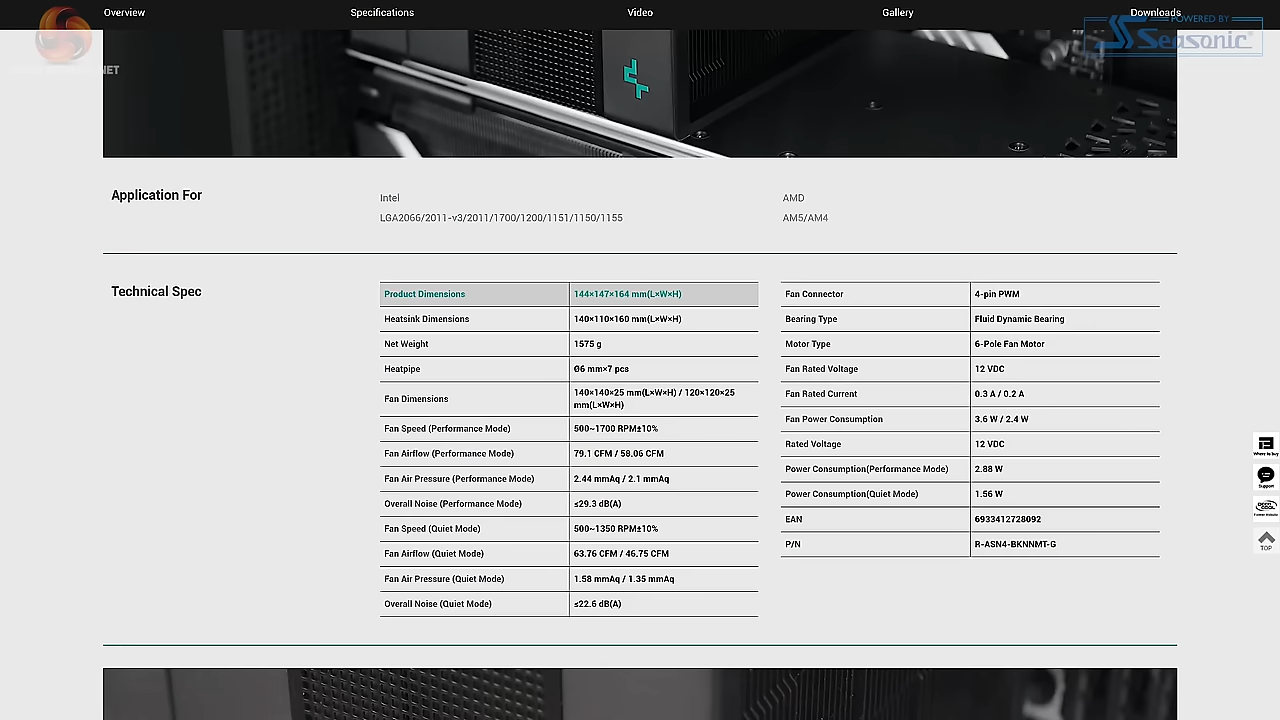 Overview
Specifications
Video
Gallery
Downloads
POWERED BY
Seasonic
NET
Application For
Intel
LGA2066/2011-v3/2011/1700/1200/1151/1150/1155
AMD
AM5/AM4
Technical Spec
Product Dimensions 144×147×164 mm(L×W×H)
Heatsink Dimensions 140×110×160 mm(L×W×H)
Net Weight 1575 g
Heatpipe Ø6 mm×7 pcs
Fan Dimensions 140×140×25 mm(L×W×H) / 120×120×25
mm(L×W×H)
Fan Speed (Performance Mode) 500~1700 RPM±10%
Fan Airflow (Performance Mode) 79.1 CFM / 58.06 CFM
Fan Air Pressure (Performance Mode) 2.44 mmAq / 2.1 mmAq
Overall Noise (Performance Mode) ≤29.3 dB(A)
Fan Speed (Quiet Mode) 500~1350 RPM±10%
Fan Airflow (Quiet Mode) 63.76 CFM / 46.75 CFM
Fan Air Pressure (Quiet Mode) 1.58 mmAq / 1.35 mmAq
Overall Noise (Quiet Mode) ≤22.6 dB(A)
Fan Connector 4-pin PWM
Bearing Type Fluid Dynamic Bearing
Motor Type 6-Pole Fan Motor
Fan Rated Voltage 12 VDC
Fan Rated Current 0.3 A / 0.2 A
Fan Power Consumption 3.6 W / 2.4 W
Rated Voltage 12 VDC
Power Consumption(Performance Mode) 2.88 W
Power Consumption(Quiet Mode) 1.56 W
EAN 6933412728092
P/N R-ASN4-BKNNMT-G
Where to buy
Support
TOP